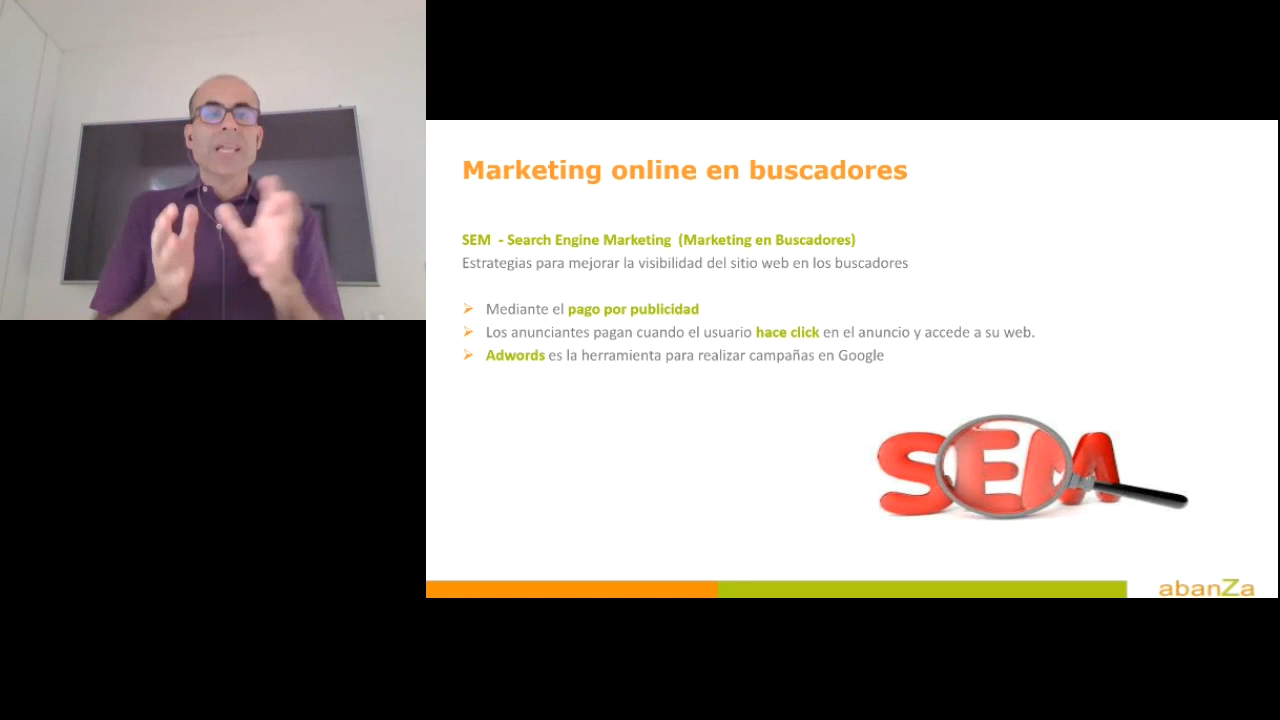 Marketing online en buscadores
SEM - Search Engine Marketing (Marketing en Buscadores)
Estrategias para mejorar la visibilidad del sitio web en los buscadores
Mediante el pago por publicidad
Los anunciantes pagan cuando el usuario hace click en el anuncio y accede a su web.
Adwords es la herramienta para realizar campañas en Google
SEM
abanZa